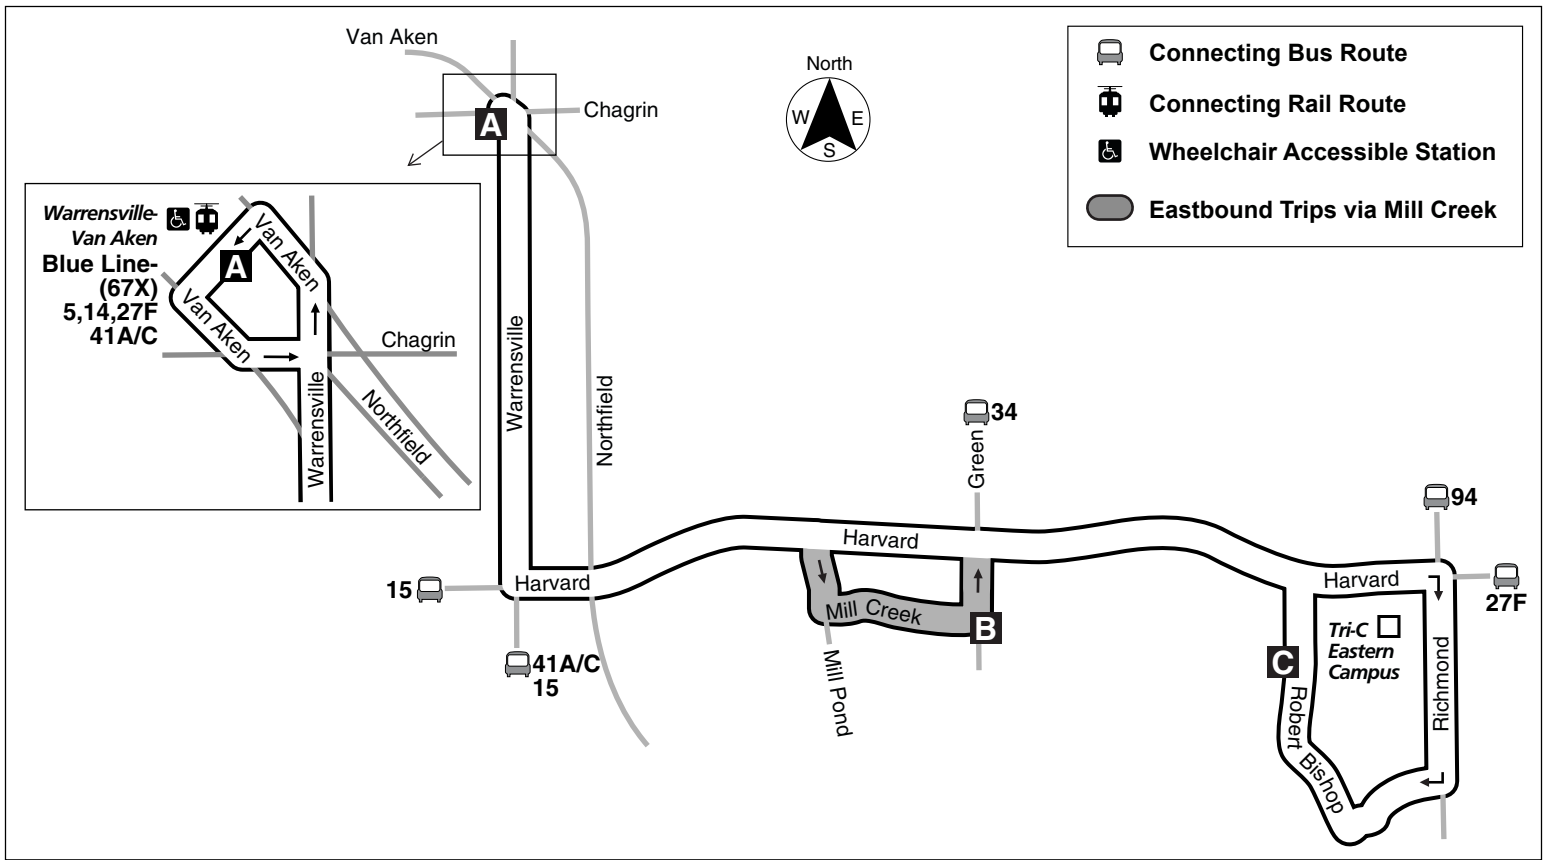 Van Aken
Chagrin
A
North
W
E
S
Connecting Bus Route
Connecting Rail Route
Wheelchair Accessible Station
Eastbound Trips via Mill Creek
Warrensville-
Van Aken
Blue Line-
(67X)
5,14,27F
41A/C
Van Aken
A
Van Aken
Chagrin
Warrensville
Northfield
Warrensville
Northfield
34
Green
94
Harvard
Harvard
Harvard
15
27F
Mill Creek
B
41A/C
15
Mill Pond
Tri-C
Eastern
Campus
C
Richmond
Robert
Bishop